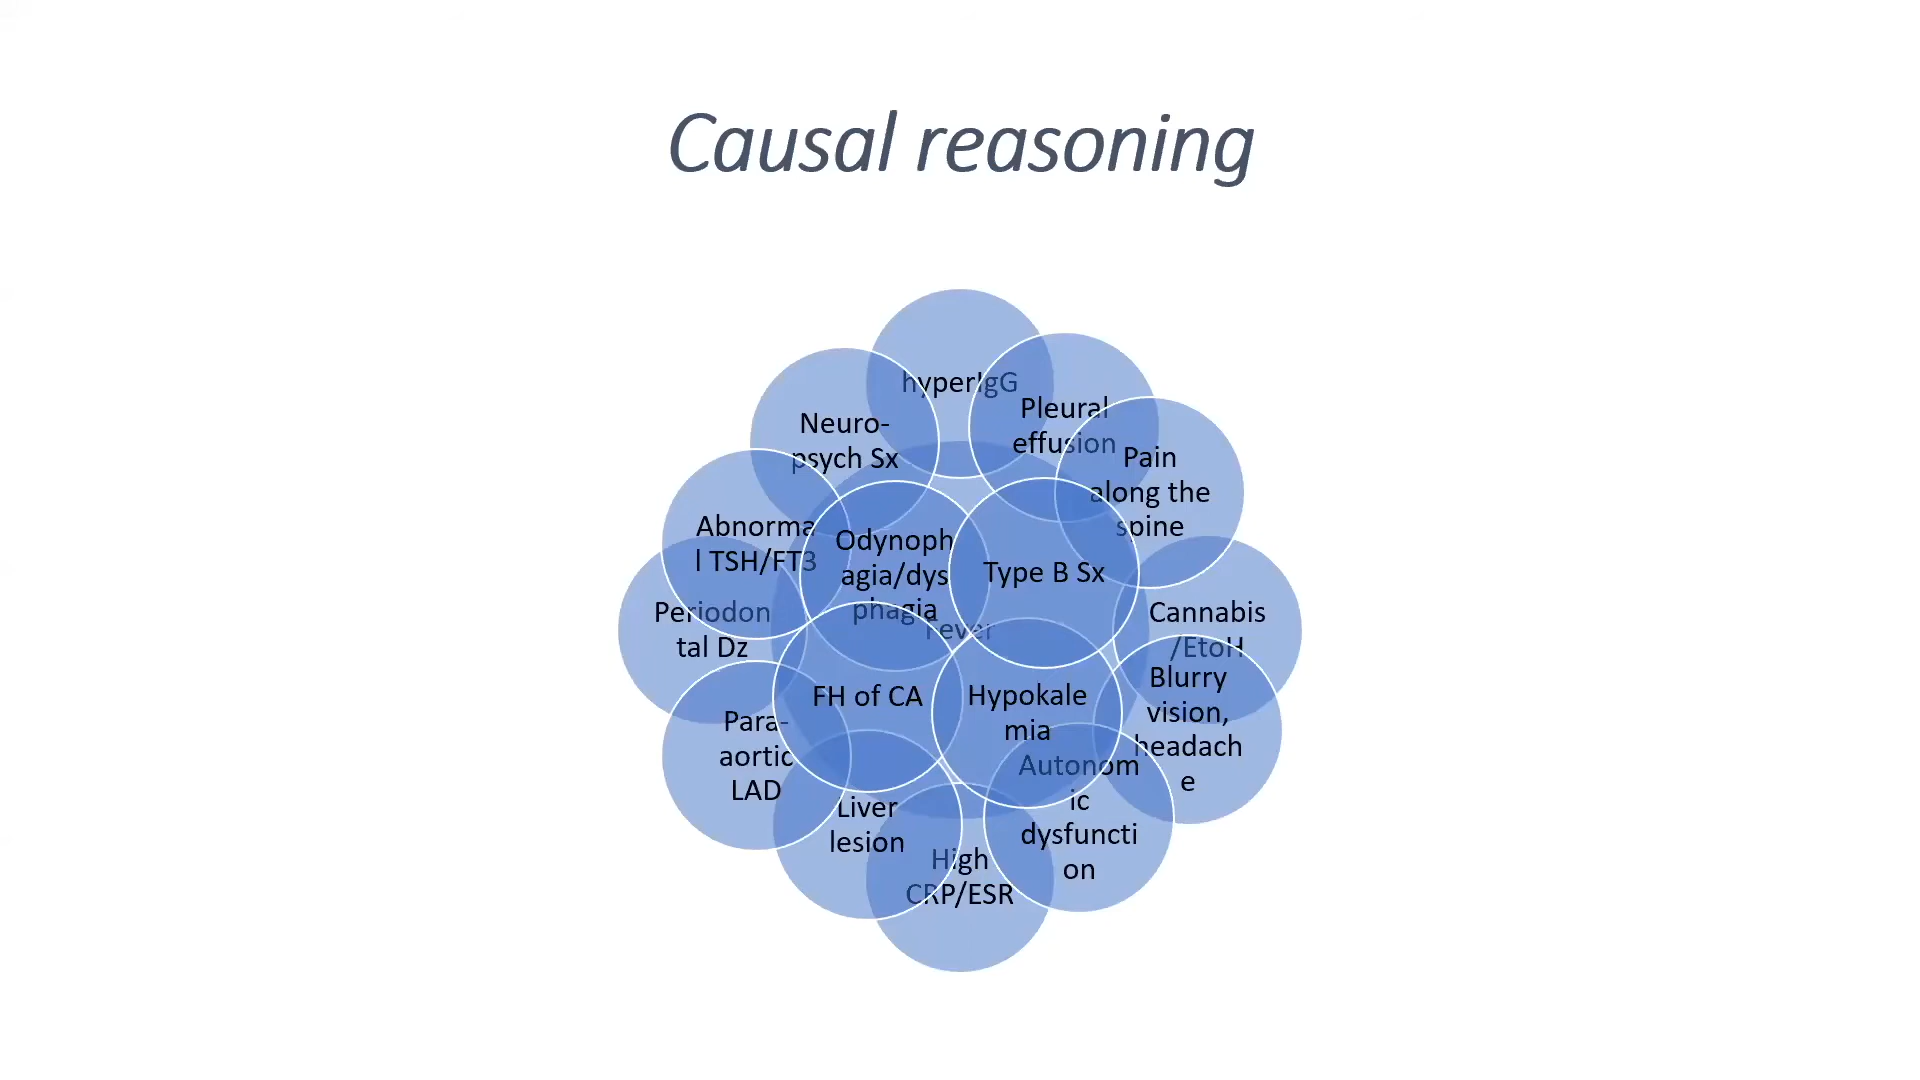 Causal reasoning
hyperIgG
Pleural
effusion
Pain
along the
spine
Neuro-
psych Sx
Abnorma
l TSH/FT3
Odynoph
agia/dys
phagia
Type B Sx
Fever
Periodon
tal Dz
Cannabis
/EtoH
Blurry
vision,
headach
e
FH of CA
Hypokale
mia
Para-
aortic
LAD
Autonom
ic
dysfuncti
on
Liver
lesion
High
CRP/ESR